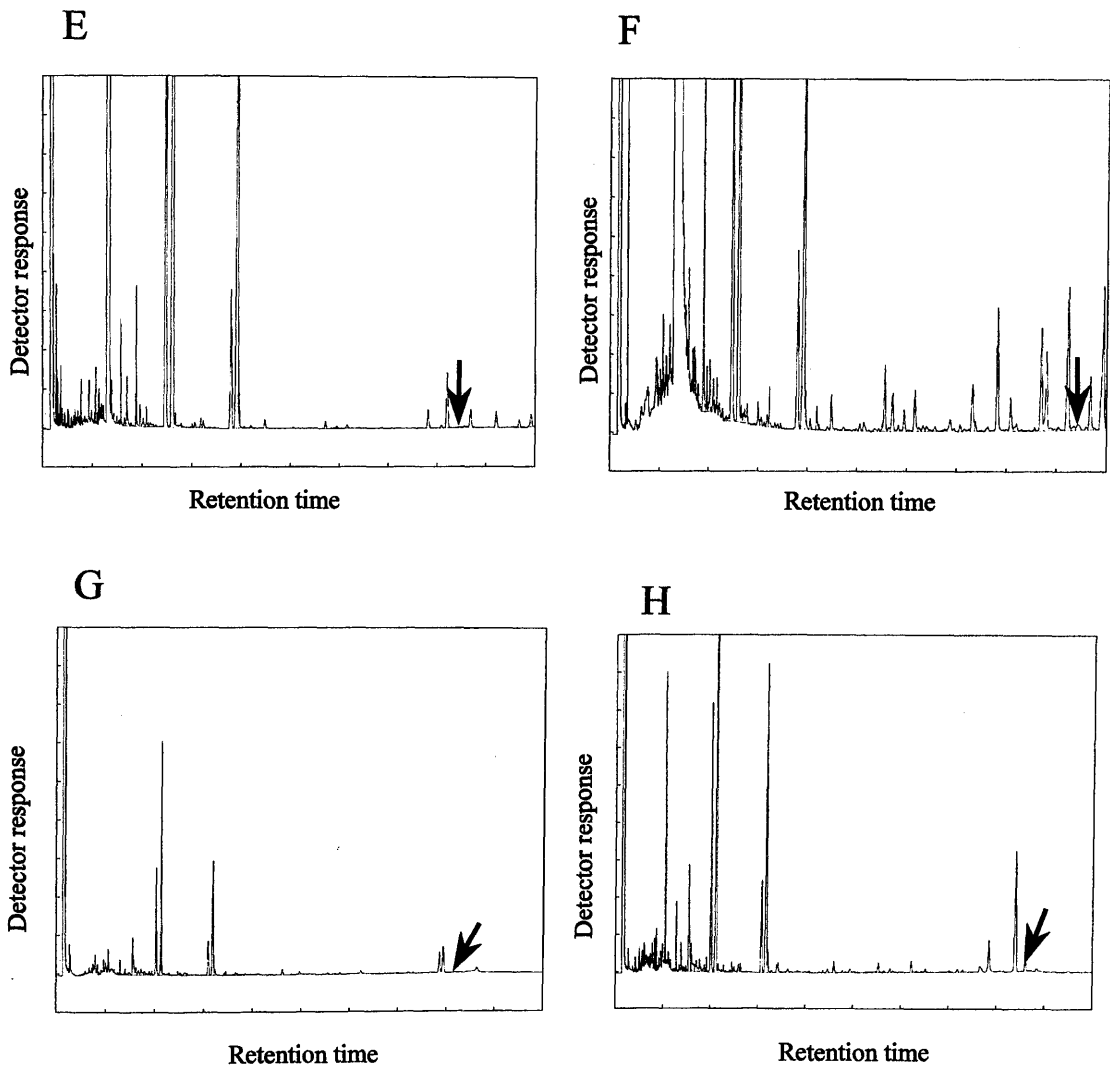 E
Detector response
Retention time
F
Detector response
Retention time
G
Detector response
Retention time
H
Detector response
Retention time